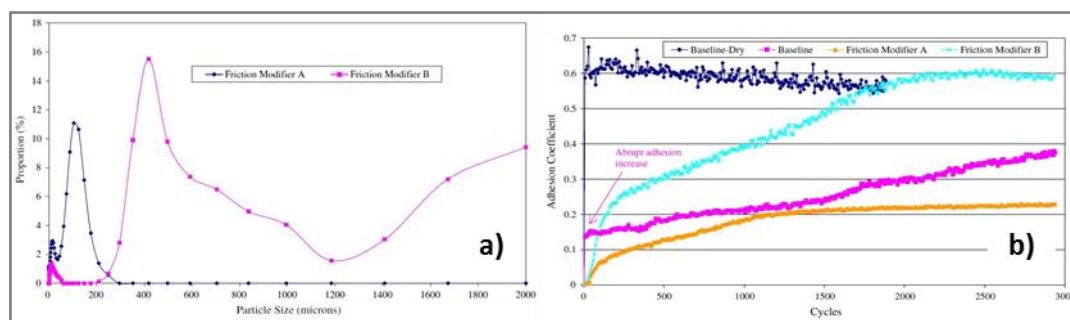 18
16
14
12
10
8
6
4
2
0
Proportion (%)
Friction Modifier A Friction Modifier B
a)
0 200 400 600 800 1000 1200 1400 1600 1800 2000
Particle Size (microns)
0.7
0.6
0.5
0.4
0.3
0.2
0.1
0
Adhesion Coefficient
Baseline-Dry Baseline Friction Modifier A Friction Modifier B
Abrupt adhesion
increase
b)
0 500 1000 1500 2000 2500 300
Cycles